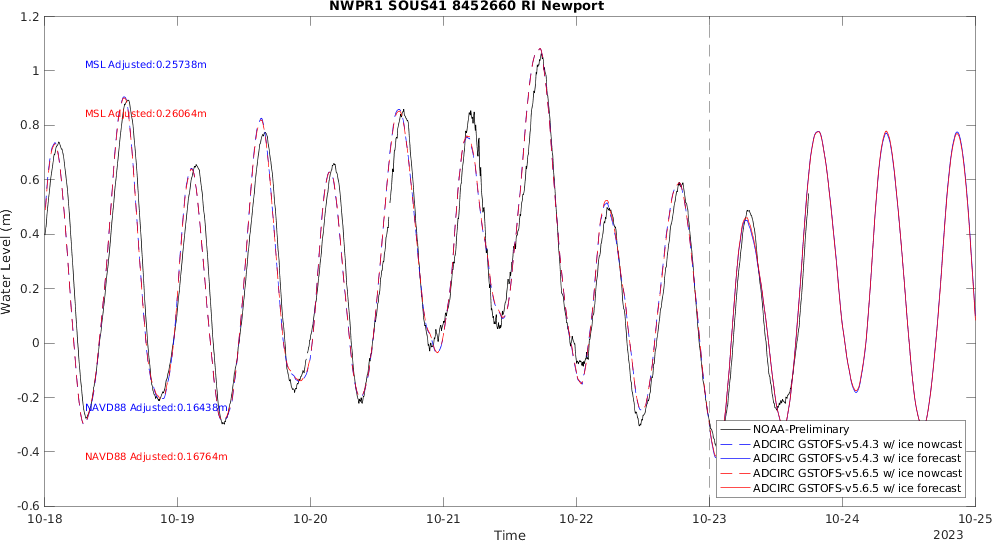 NWPR1 SOUS41 8452660 RI Newport
1.2
1
0.8
0.6
0.4
0.2
0
-0.2
-0.4
-0.6
Water Level (m)
MSL Adjusted:0.25738m
MSL Adjusted:0.26064m
NAVD88 Adjusted:0.16438m
NAVD88 Adjusted:0.16764m
NOAA-Preliminary
ADCIRC GSTOFS-v5.4.3 w/ ice nowcast
ADCIRC GSTOFS-v5.4.3 w/ ice forecast
ADCIRC GSTOFS-v5.6.5 w/ ice nowcast
ADCIRC GSTOFS-v5.6.5 w/ ice forecast
10-18 10-19 10-20 10-21 10-22 10-23 10-24 10-25
Time
2023